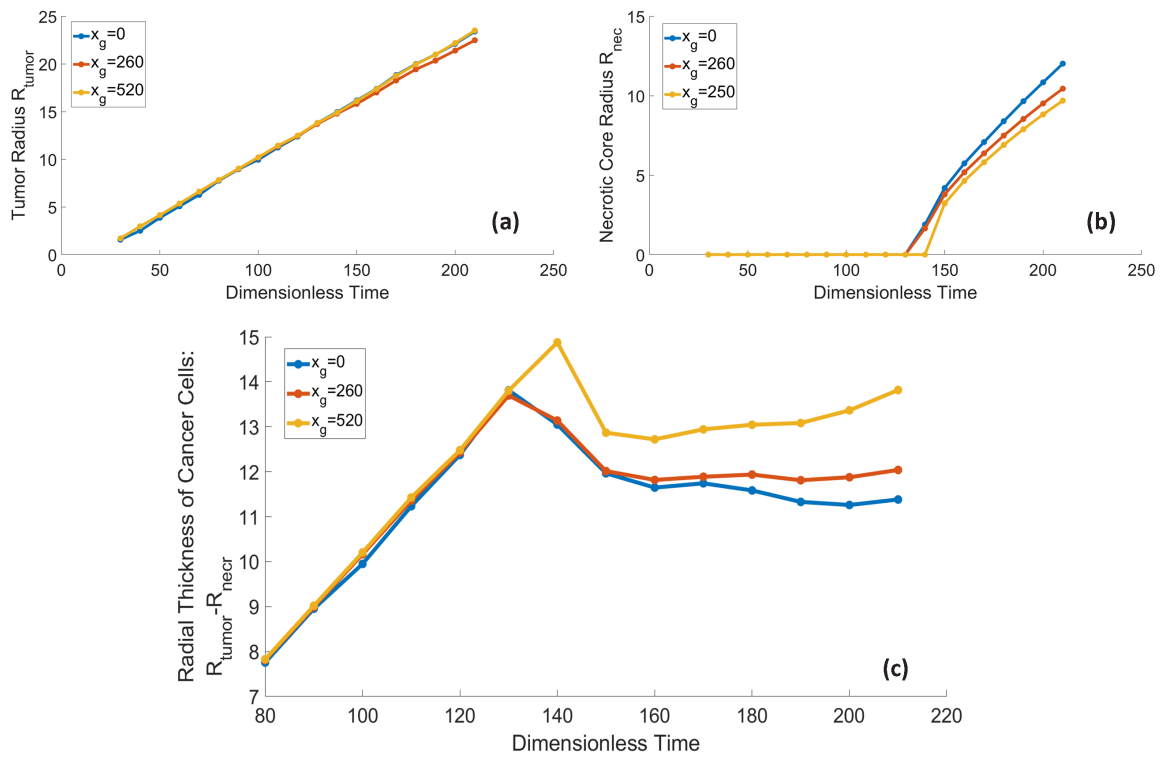 25
20
15
10
5
0
0
50
100
150
200
250
Tumor Radius R_tumor
Dimensionless Time
x_g=0
x_g=260
x_g=520
(a)
15
10
5
0
0
50
100
150
200
250
Necrotic Core Radius R_nec
Dimensionless Time
x_g=0
x_g=260
x_g=250
(b)
15
14
13
12
11
10
9
8
7
80
100
120
140
160
180
200
220
Radial Thickness of Cancer Cells:
R_tumor-R_necr
Dimensionless Time
x_g=0
x_g=260
x_g=520
(c)